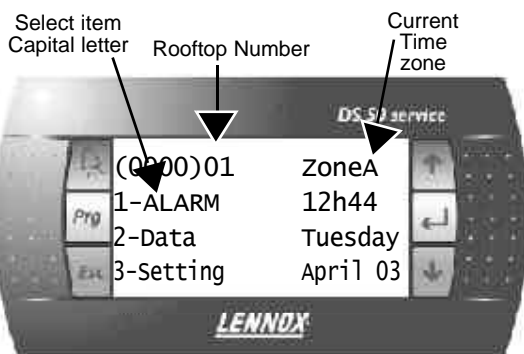 Select item
Capital letter
Rooftop Number
Current
Time
zone
DS 50 service
(0000)01 ZoneA
1-ALARM 12h44
Prg
2-Data Tuesday
Esc
3-Setting April 03
LENNOX